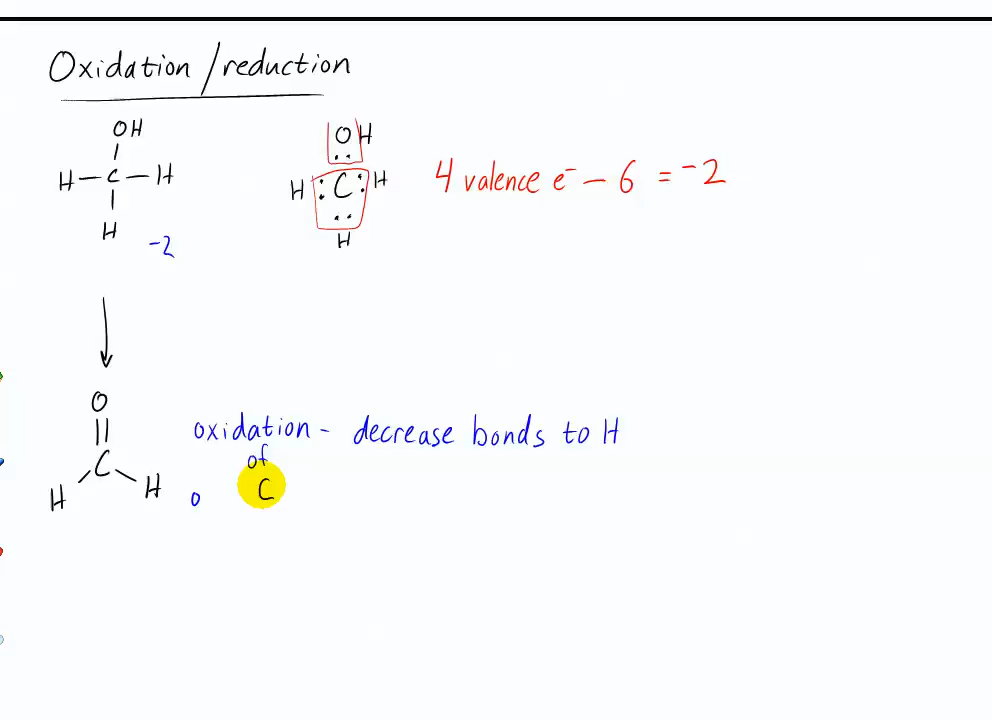 Oxidation / reduction
OH
H - C - H
H
-2
OH
H : C : H
H
4 valence e⁻ - 6 = -2
O
C
H H
0
oxidation - decrease bonds to H
of
C